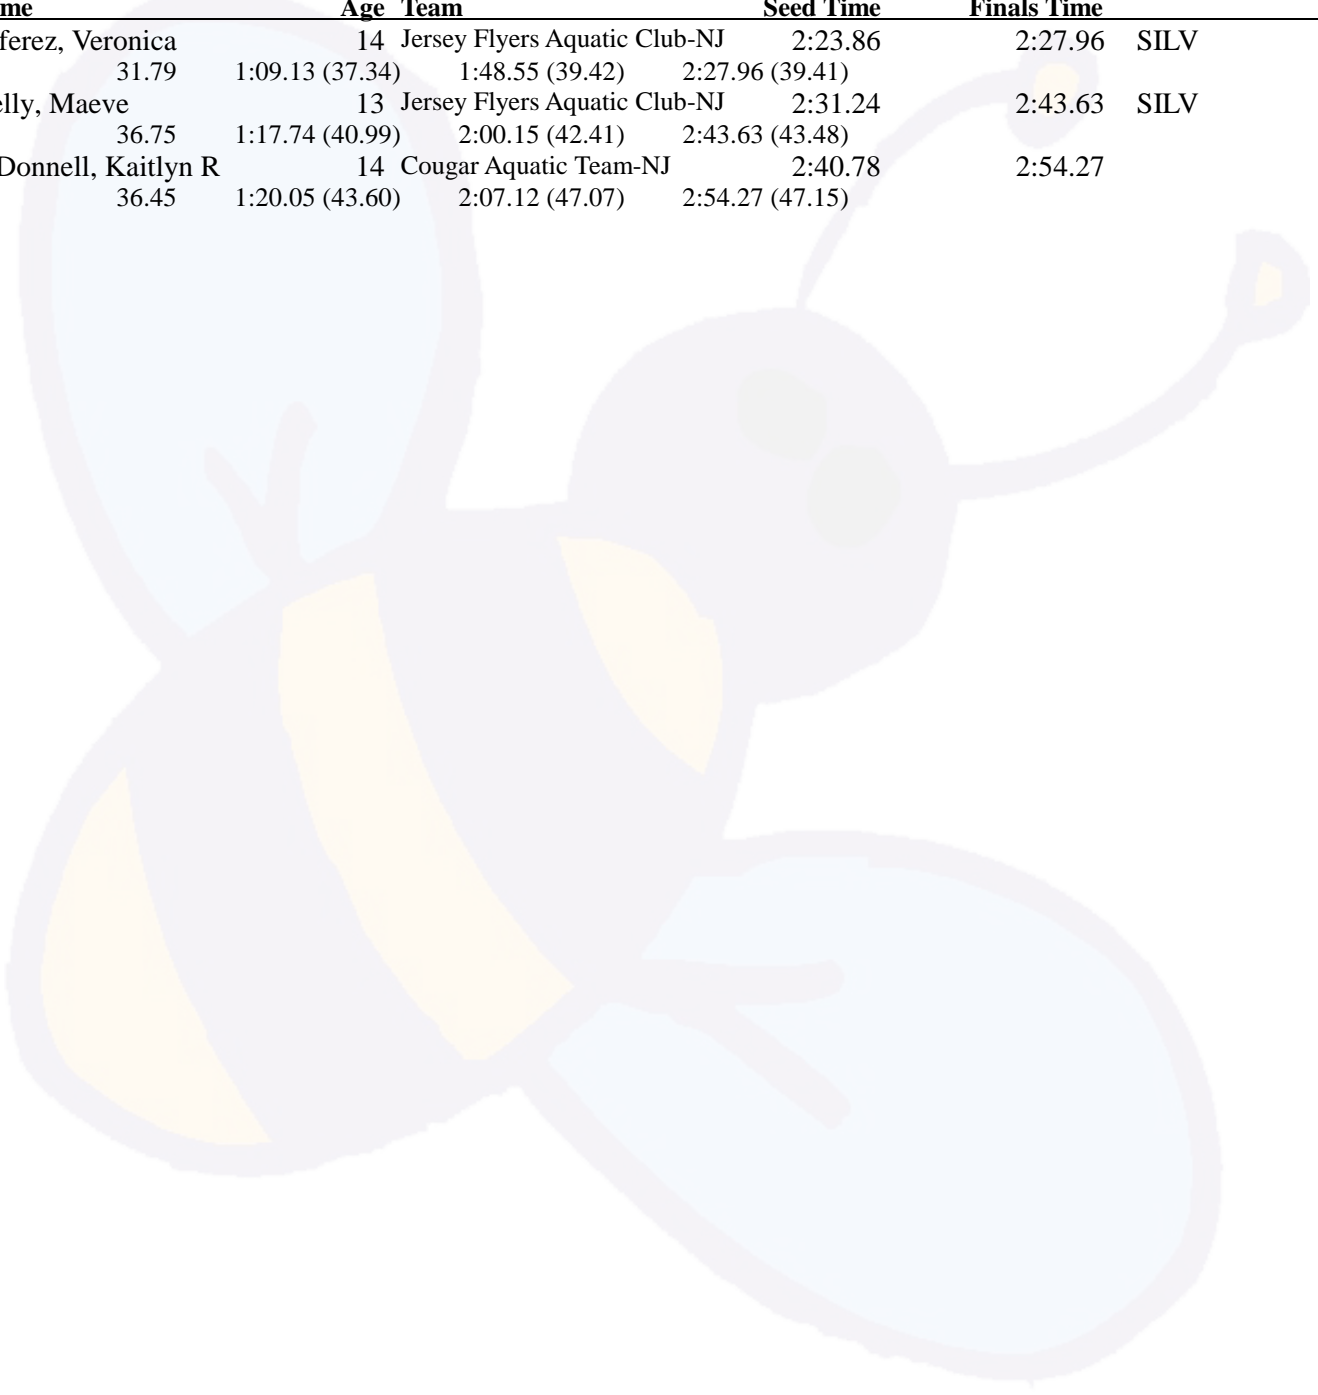 me Age Team Seed Time Finals Time
ferez, Veronica 14 Jersey Flyers Aquatic Club-NJ 2:23.86 2:27.96 SILV
31.79 1:09.13 (37.34) 1:48.55 (39.42) 2:27.96 (39.41)
elly, Maeve 13 Jersey Flyers Aquatic Club-NJ 2:31.24 2:43.63 SILV
36.75 1:17.74 (40.99) 2:00.15 (42.41) 2:43.63 (43.48)
Donnell, Kaitlyn R 14 Cougar Aquatic Team-NJ 2:40.78 2:54.27
36.45 1:20.05 (43.60) 2:07.12 (47.07) 2:54.27 (47.15)